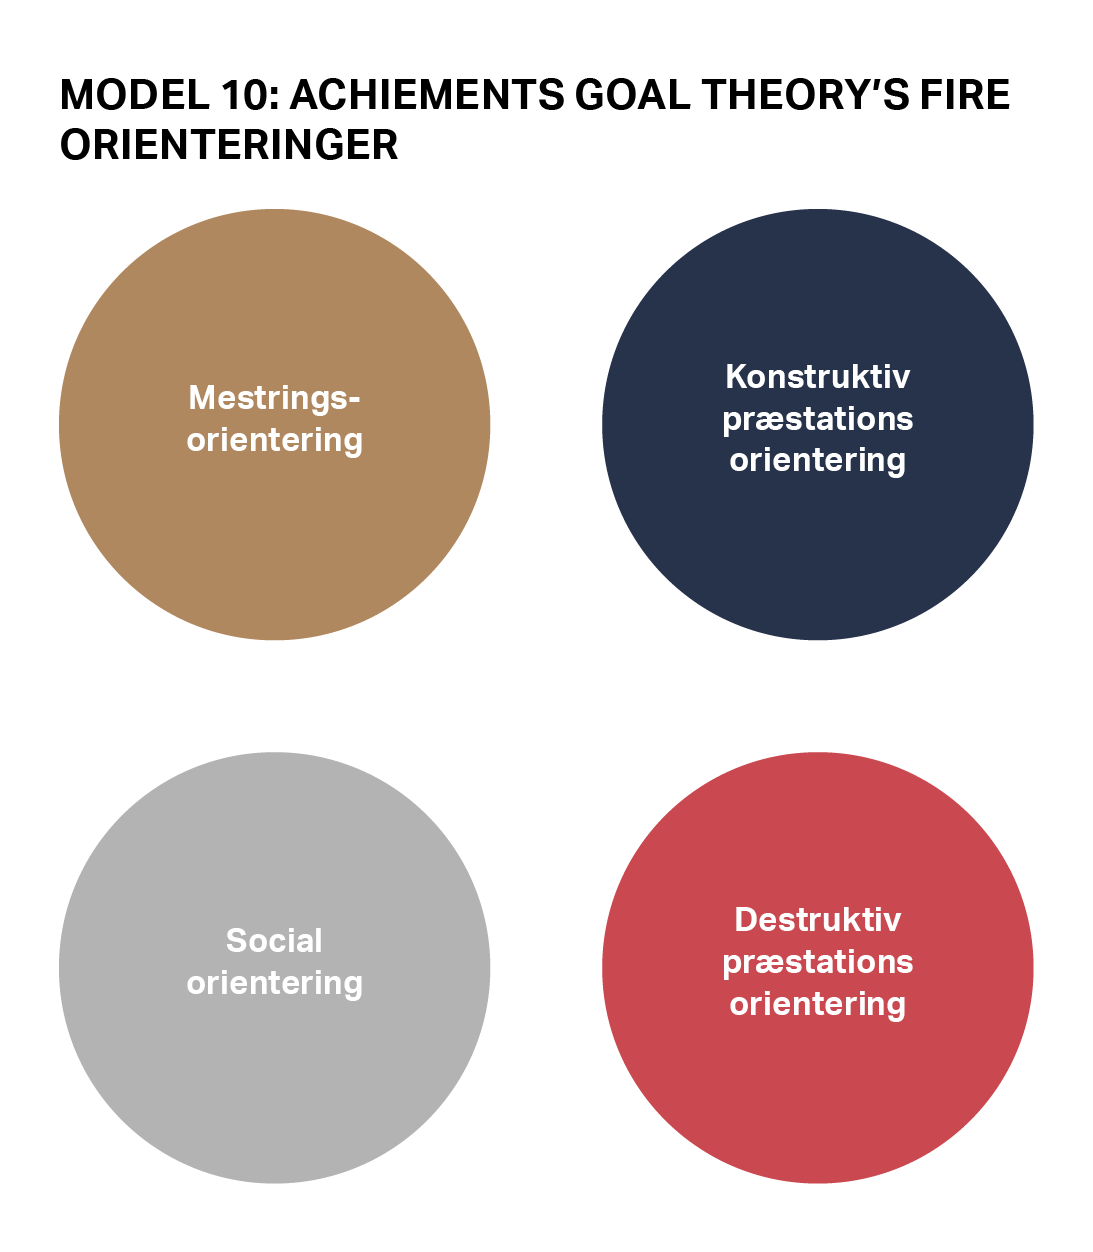 MODEL 10: ACHIEMENTS GOAL THEORY’S FIRE
ORIENTERINGER
Mestrings-
orientering
Konstruktiv
præstations
orientering
Social
orientering
Destruktiv
præstations
orientering